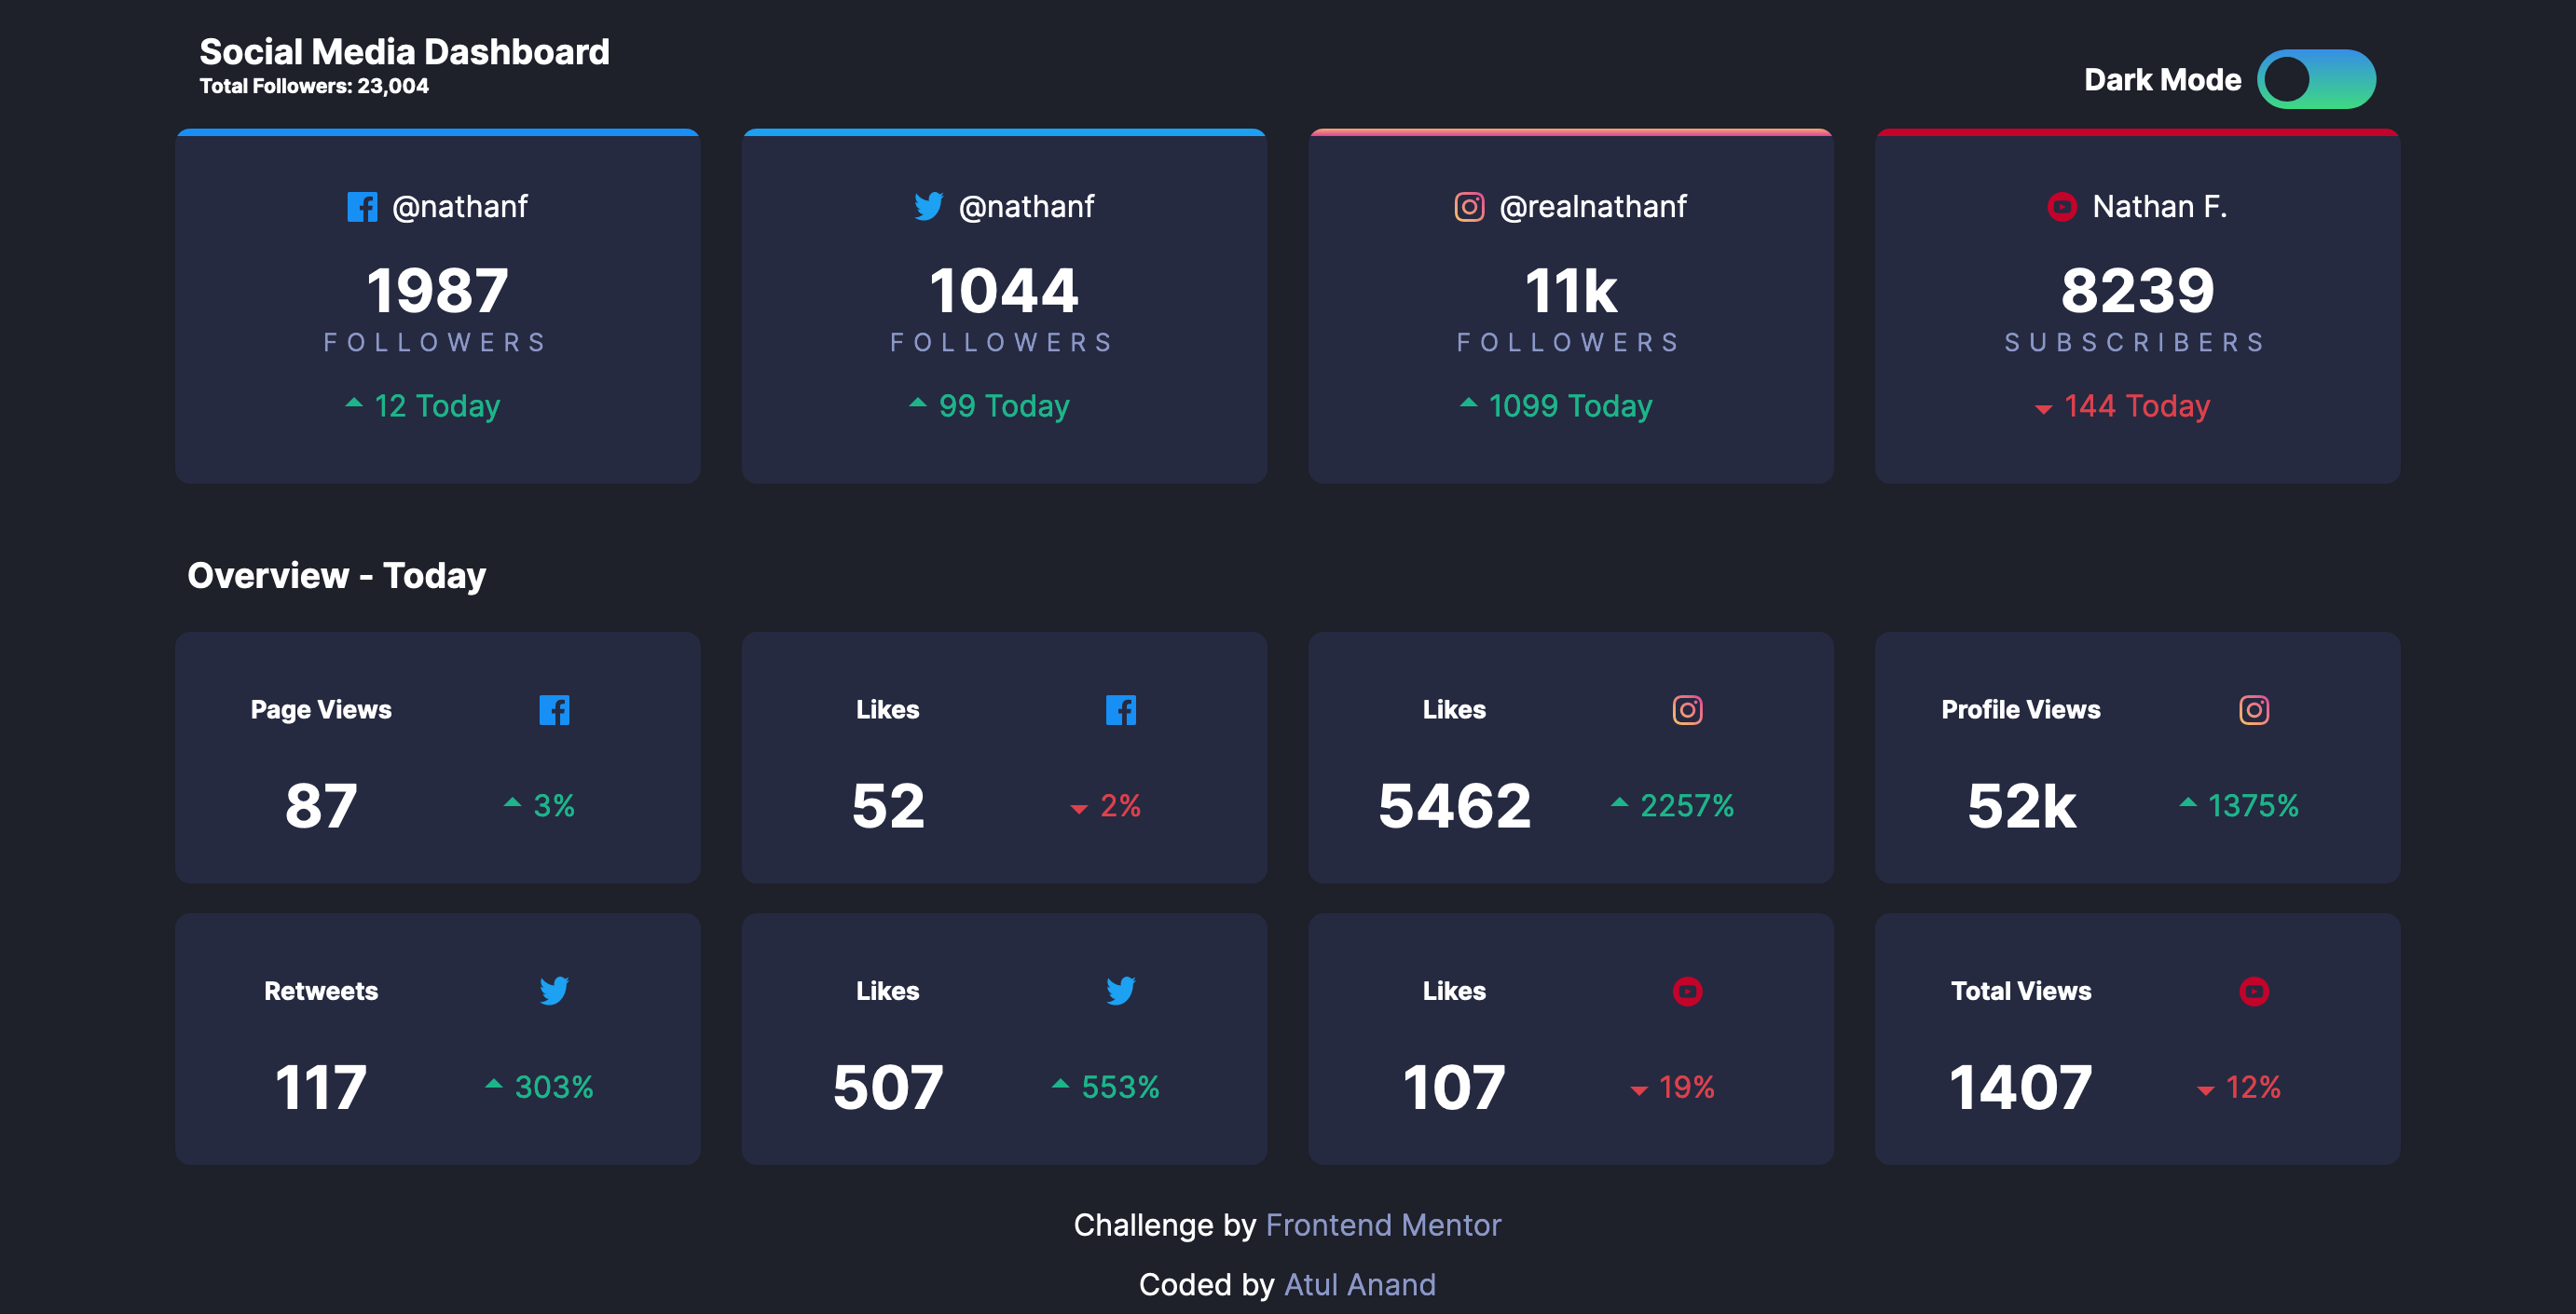 Social Media Dashboard
Total Followers: 23,004
Dark Mode
@nathanf
1987
FOLLOWERS
12 Today
@nathanf
1044
FOLLOWERS
99 Today
@realnathanf
11k
FOLLOWERS
1099 Today
Nathan F.
8239
SUBSCRIBERS
144 Today
Overview - Today
Page Views
87
3%
Likes
52
2%
Likes
5462
2257%
Profile Views
52k
1375%
Retweets
117
303%
Likes
507
553%
Likes
107
19%
Total Views
1407
12%
Challenge by Frontend Mentor
Coded by Atul Anand